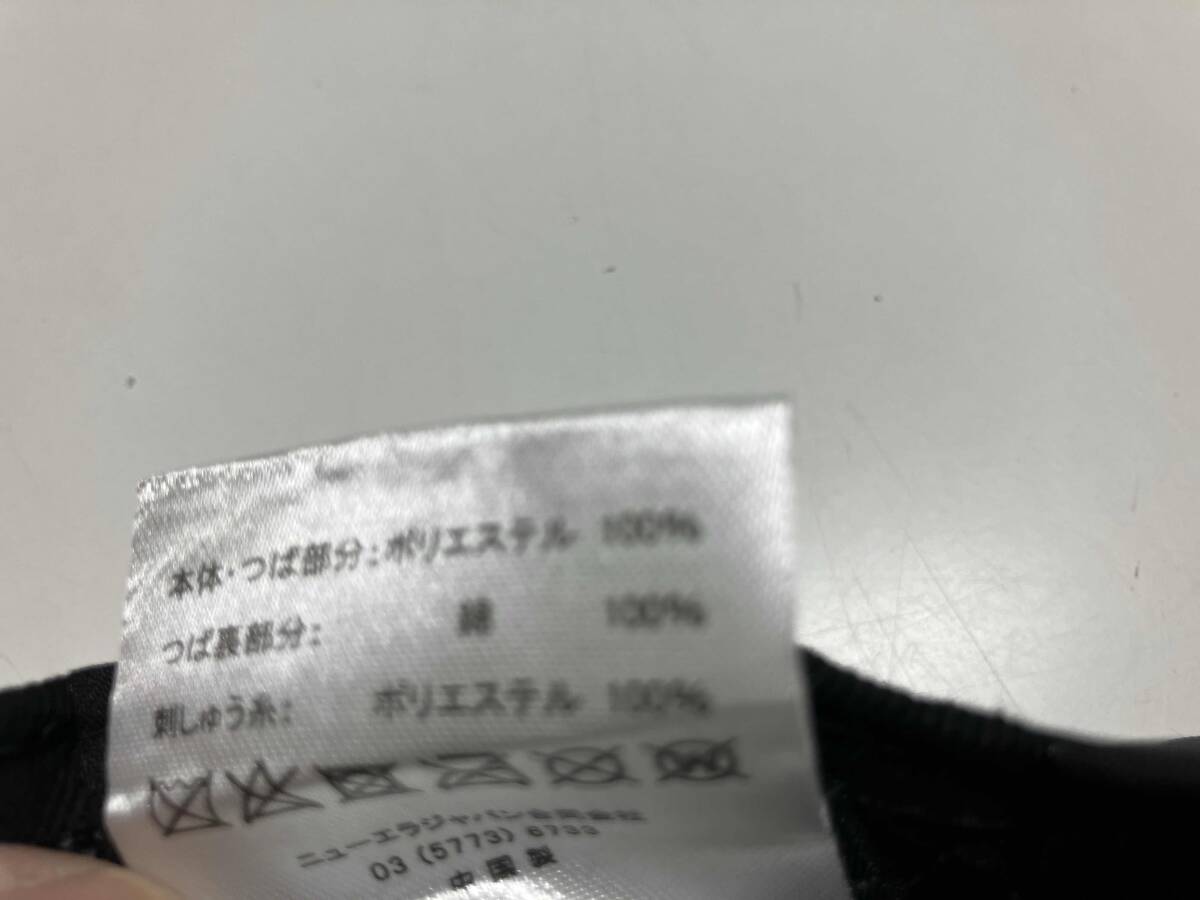 本体・つば部分:ポリエステル 100%
つば裏部分: 綿 100%
刺しゅう糸: ポリエステル 100%
ニューエラジャパン合同会社
03 (5773) 6733
中国製